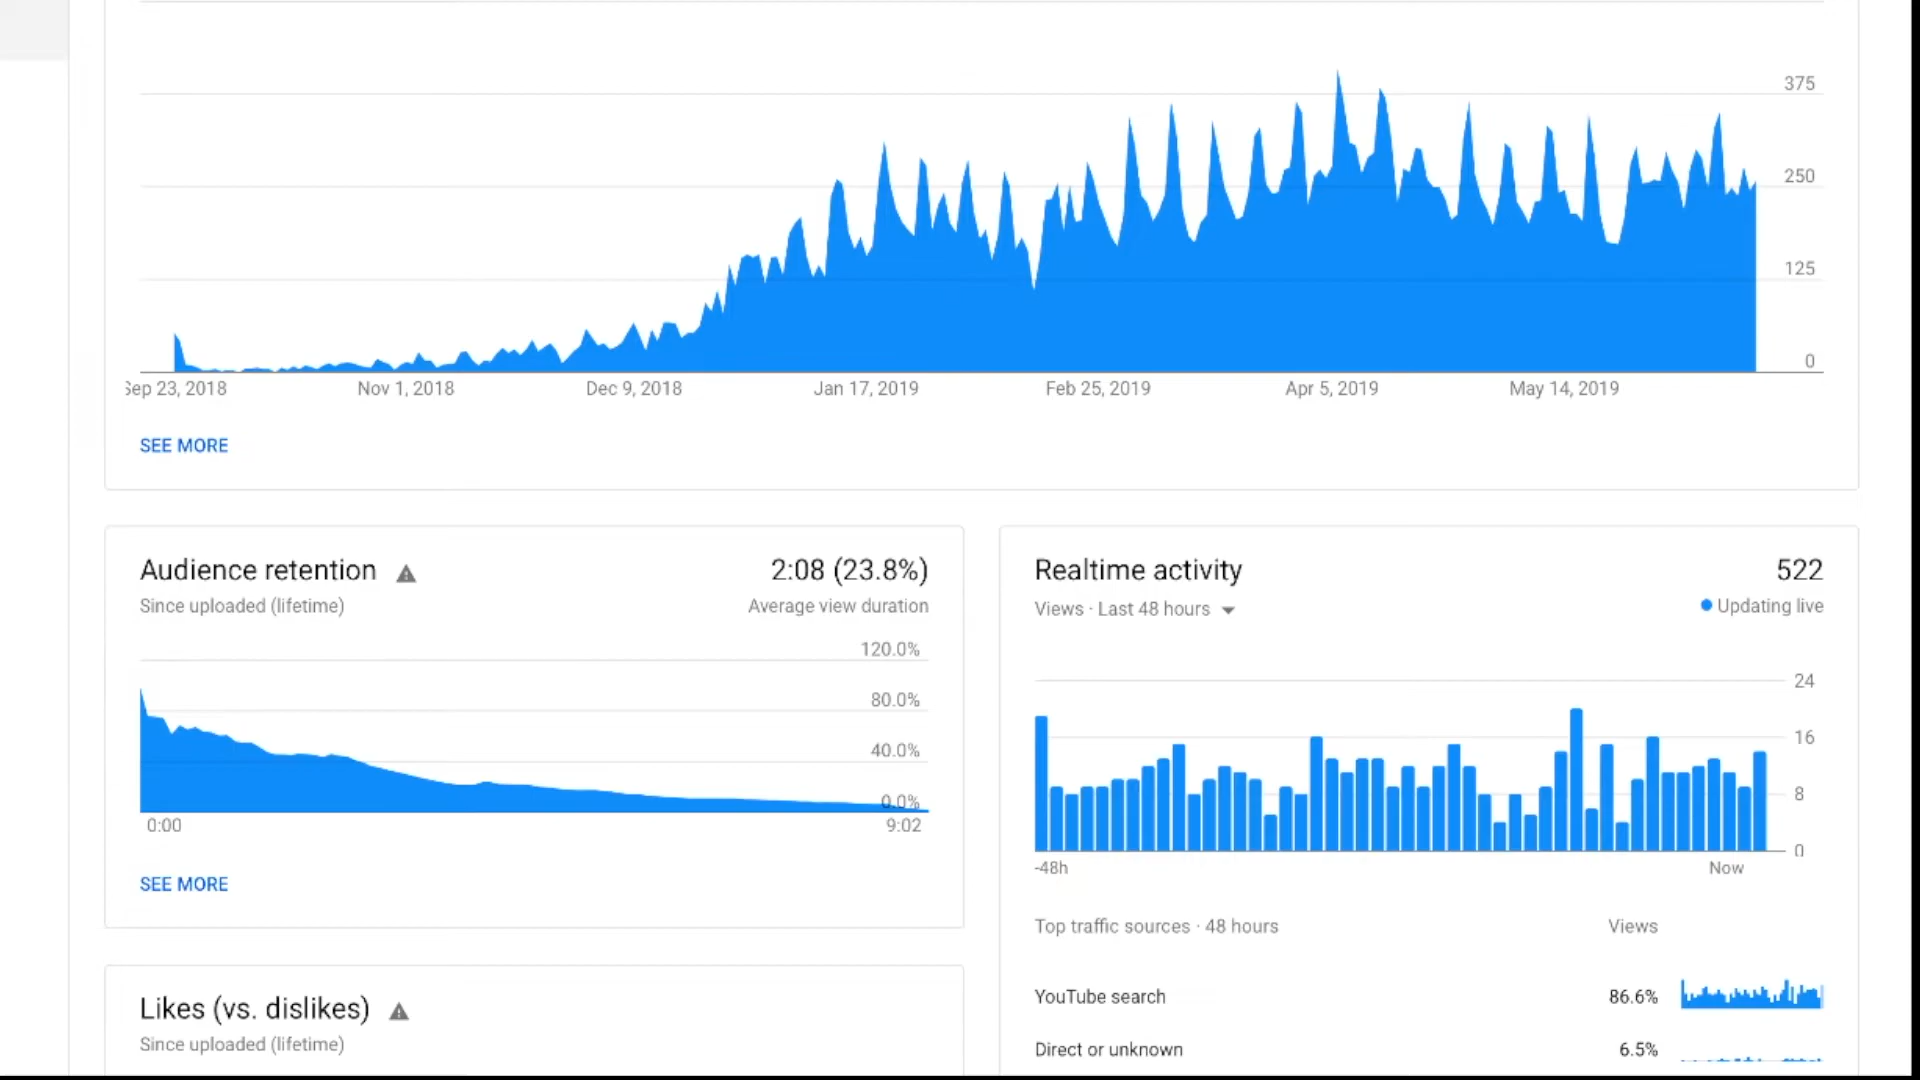 375
250
125
0
Sep 23, 2018 Nov 1, 2018 Dec 9, 2018 Jan 17, 2019 Feb 25, 2019 Apr 5, 2019 May 14, 2019
SEE MORE
Audience retention 2:08 (23.8%)
Since uploaded (lifetime) Average view duration
120.0%
80.0%
40.0%
0.0%
0:00 9:02
SEE MORE
Likes (vs. dislikes)
Since uploaded (lifetime)
Realtime activity 522
Views · Last 48 hours Updating live
24
16
8
0
-48h Now
Top traffic sources · 48 hours Views
YouTube search 86.6%
Direct or unknown 6.5%